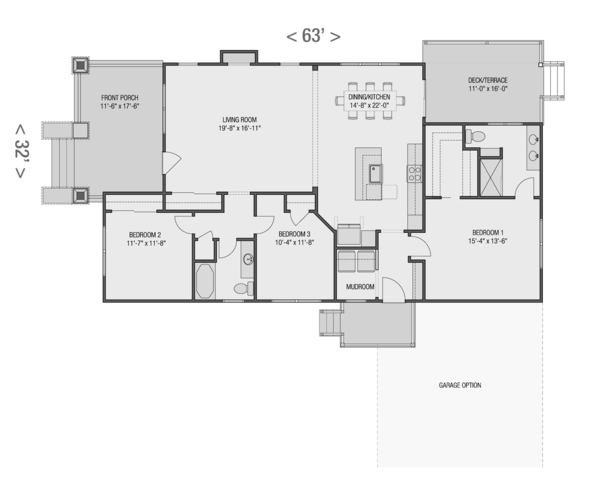 < 63' >
< 32' >
FRONT PORCH
11'-6" x 17'-6"
LIVING ROOM
19'-8" x 16'-11"
DINING/KITCHEN
14'-8" x 22'-0"
DECK/TERRACE
11'-0" x 16'-0"
BEDROOM 2
11'-7" x 11'-8"
BEDROOM 3
10'-4" x 11'-8"
BEDROOM 1
15'-4" x 13'-6"
MUDROOM
GARAGE OPTION